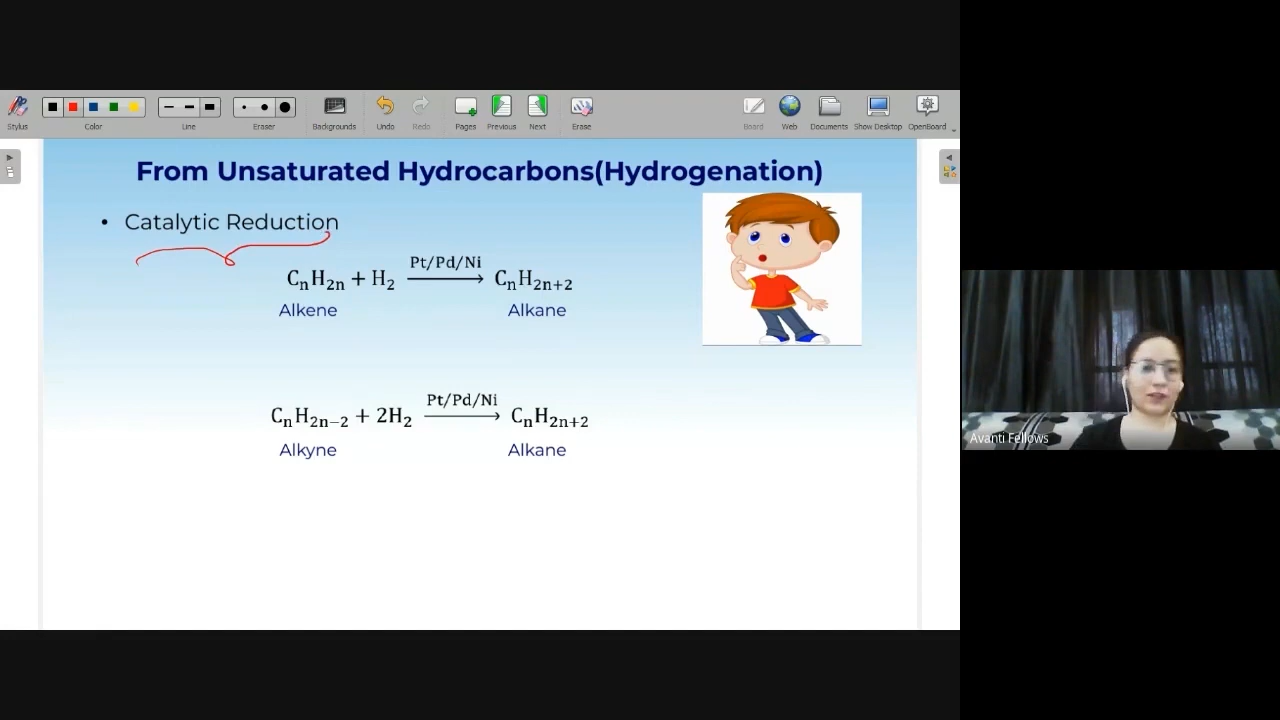 Stylus
Color
Line
Eraser
Backgrounds
Undo
Redo
Pages
Previous
Next
Erase
Board
Web
Documents
Show Desktop
OpenBoard
From Unsaturated Hydrocarbons(Hydrogenation)
• Catalytic Reduction
CₙH₂ₙ + H₂ Pt/Pd/Ni → CₙH₂ₙ₊₂
Alkene Alkane
CₙH₂ₙ₋₂ + 2H₂ Pt/Pd/Ni → CₙH₂ₙ₊₂
Alkyne Alkane
Avanti Fellows